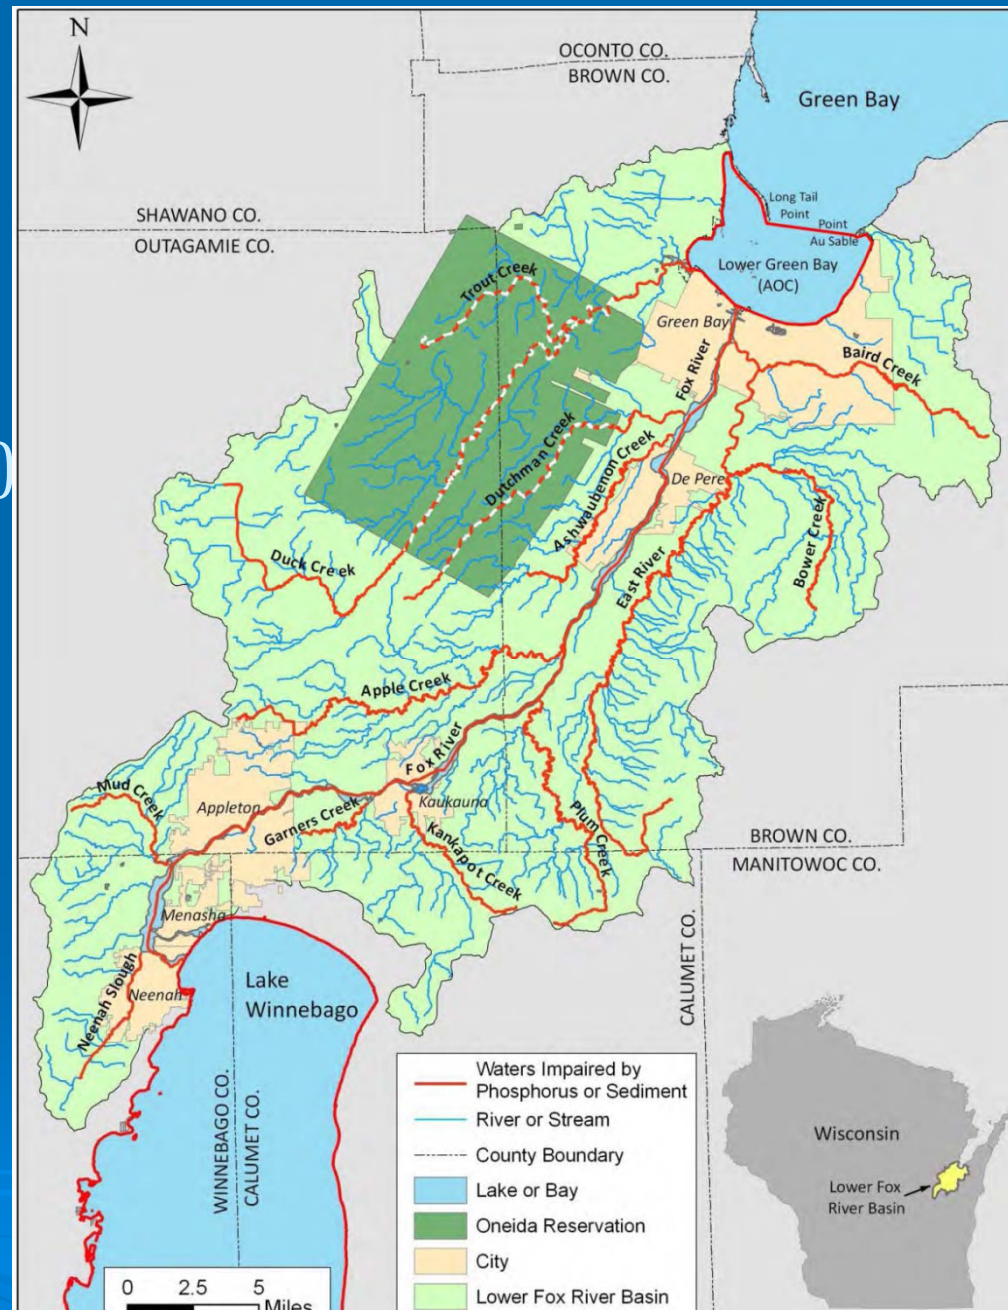 N
OCONTO CO.
BROWN CO.
Green Bay
Long Tail
Point
Point
Au Sable
SHAWANO CO.
OUTAGAMIE CO.
Lower Green Bay
(AOC)
Trout Creek
Green Bay
Fox River
Baird Creek
Dutchman Creek
Ashwaubenon Creek
De Pere
Duck Creek
East River
Bower Creek
Apple Creek
Fox River
Mud Creek
Appleton
Garners Creek
Kaukauna
Kankapot Creek
Plum Creek
BROWN CO.
MANITOWOC CO.
Menasha
Neenah Slough
Neenah
Lake
Winnebago
CALUMET CO.
WINNEBAGO CO.
CALUMET CO.
Waters Impaired by
Phosphorus or Sediment
River or Stream
County Boundary
Lake or Bay
Oneida Reservation
City
Lower Fox River Basin
Wisconsin
Lower Fox
River Basin
0 2.5 5
Miles